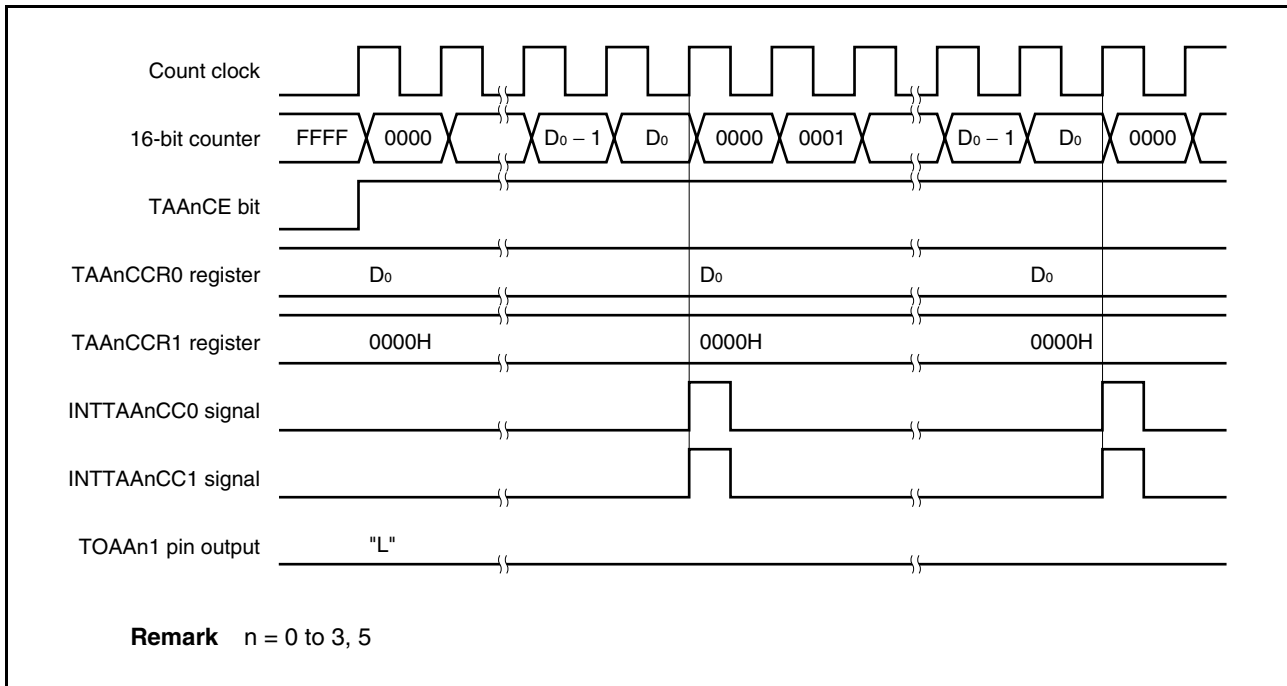 Count clock
16-bit counter FFFF 0000 D0 − 1 D0 0000 0001 D0 − 1 D0 0000
TAAnCE bit
TAAnCCR0 register D0 D0 D0
TAAnCCR1 register 0000H 0000H 0000H
INTTAAnCC0 signal
INTTAAnCC1 signal
TOAAn1 pin output "L"
Remark n = 0 to 3, 5